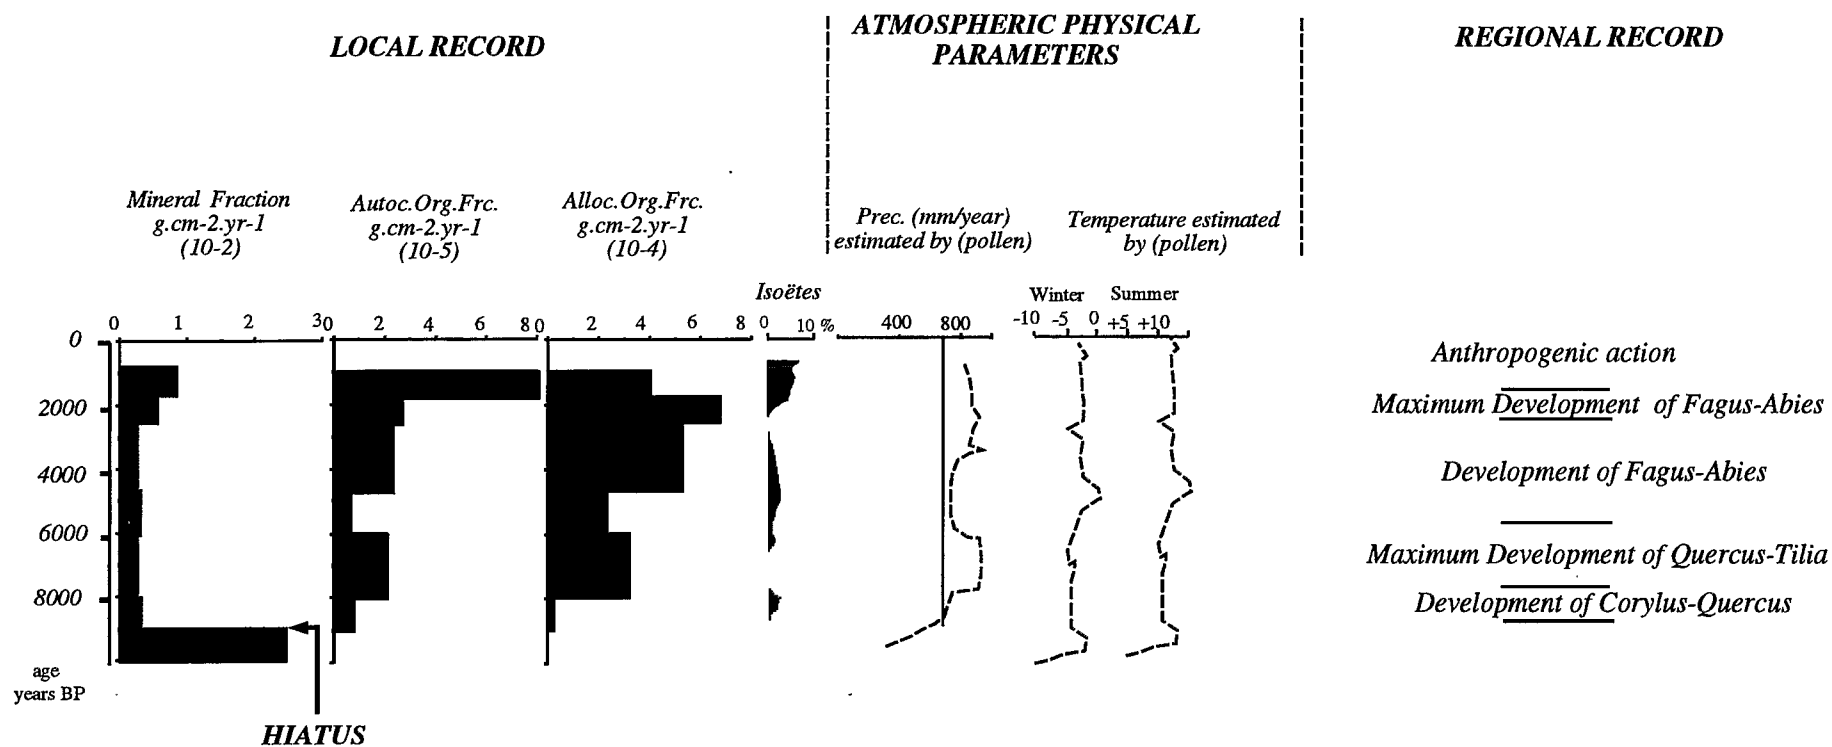 LOCAL RECORD
ATMOSPHERIC PHYSICAL
PARAMETERS
REGIONAL RECORD
Mineral Fraction
g.cm-2.yr-1
(10-2)
Autoc.Org.Frc.
g.cm-2.yr-1
(10-5)
Alloc.Org.Frc.
g.cm-2.yr-1
(10-4)
Prec. (mm/year)
estimated by (pollen)
Temperature estimated
by (pollen)
Isoëtes
Winter
Summer
0 1 2 3
0 2 4 6 8
0 2 4 6 8
0 10 %
400 800
-10 -5 0
+5 +10
0
2000
4000
6000
8000
age
years BP
HIATUS
Anthropogenic action
Maximum Development of Fagus-Abies
Development of Fagus-Abies
Maximum Development of Quercus-Tilia
Development of Corylus-Quercus